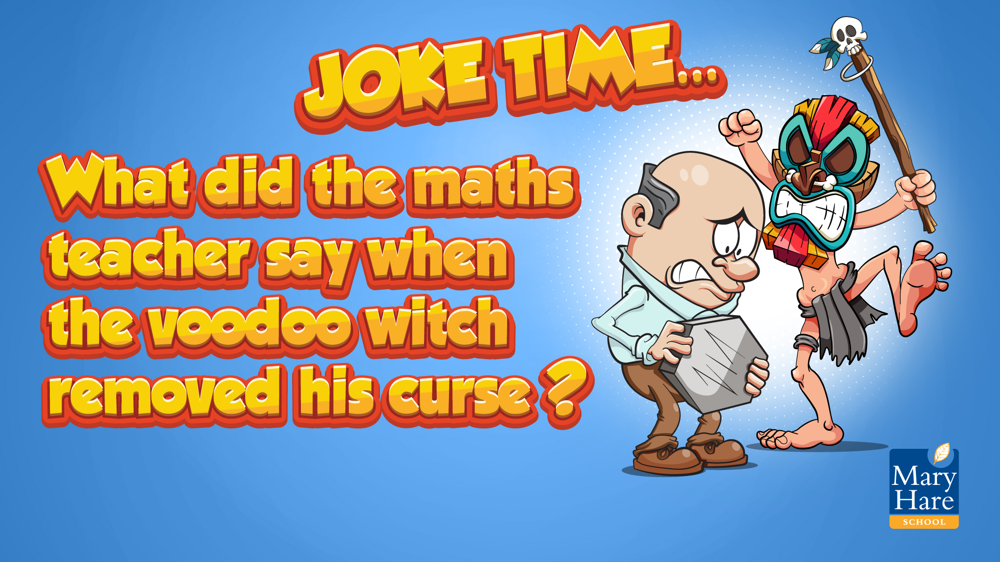 JOKE TIME...
What did the maths
teacher say when
the voodoo witch
removed his curse?
Mary
Hare
SCHOOL